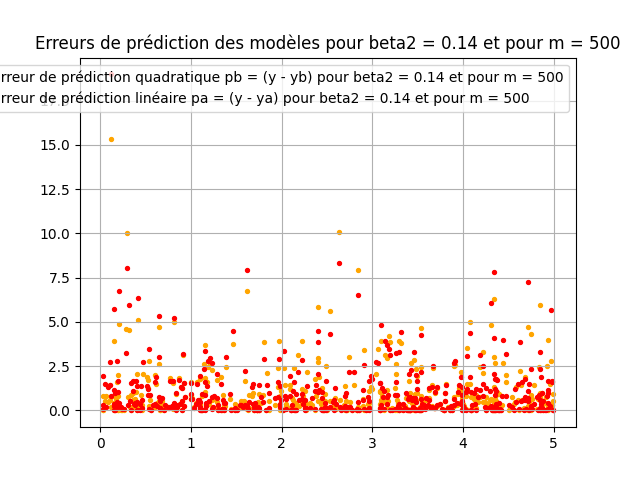 Erreurs de prédiction des modèles pour beta2 = 0.14 et pour m = 500
rreur de prédiction quadratique pb = (y - yb) pour beta2 = 0.14 et pour m = 500
rreur de prédiction linéaire pa = (y - ya) pour beta2 = 0.14 et pour m = 500
17.5
15.0
12.5
10.0
7.5
5.0
2.5
0.0
0 1 2 3 4 5